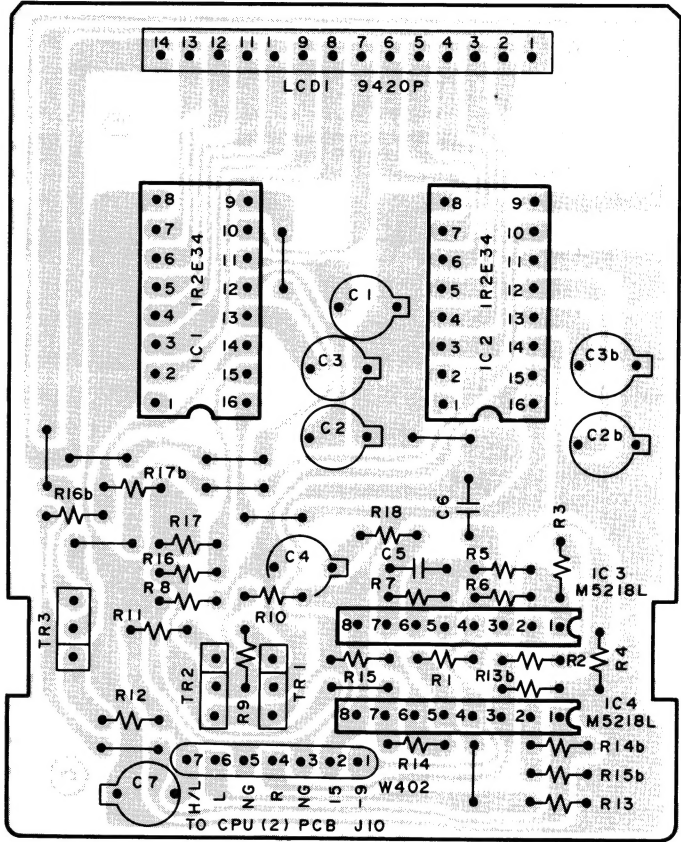 14 13 12 11 1 9 8 7 6 5 4 3 2 1
LCD1 9420P
8 9
7 10
6 11
5 12
4 13
3 14
2 15
1 16
IR2E34
IC1
8 9
7 10
6 11
5 12
4 13
3 14
2 15
1 16
IR2E34
IC2
C1
C3
C2
C3b
C2b
R17b
R16b
R18
C6
R3
R17
C4
C5
R5
IC3
M5218L
R16
R7
R6
R8
R10
TR3
R11
8 7 6 5 4 3 2 1
R4
TR2
R9
TR1
R15
R1
R13b
R2
IC4
M5218L
R12
8 7 6 5 4 3 2 1
R14
R14b
7 6 5 4 3 2 1
W402
R15b
C7
H/L L NG R NG 15 -9
R13
TO CPU (2) PCB J10